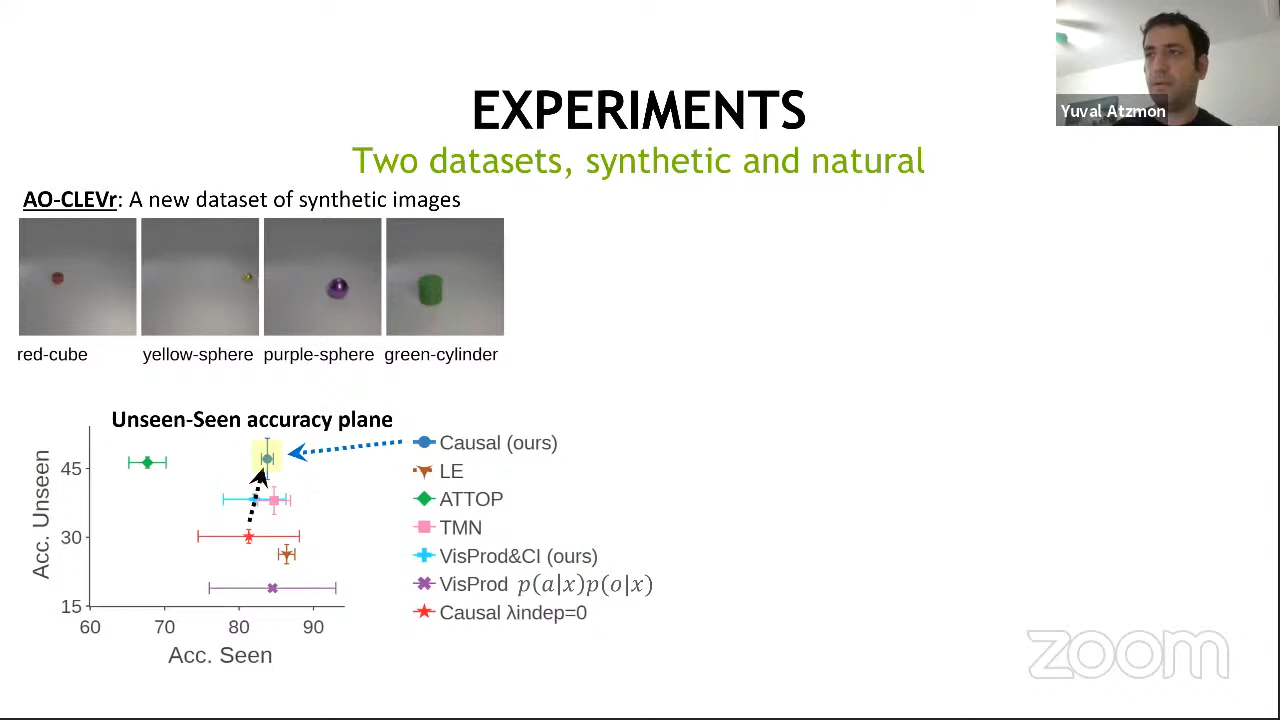 Yuval Atzmon
EXPERIMENTS
Two datasets, synthetic and natural
AO-CLEVr: A new dataset of synthetic images
red-cube yellow-sphere purple-sphere green-cylinder
Unseen-Seen accuracy plane
Acc. Unseen
45
30
15
60 70 80 90
Acc. Seen
Causal (ours)
LE
ATTOP
TMN
VisProd&CI (ours)
VisProd p(a|x)p(o|x)
Causal λindep=0
zoom